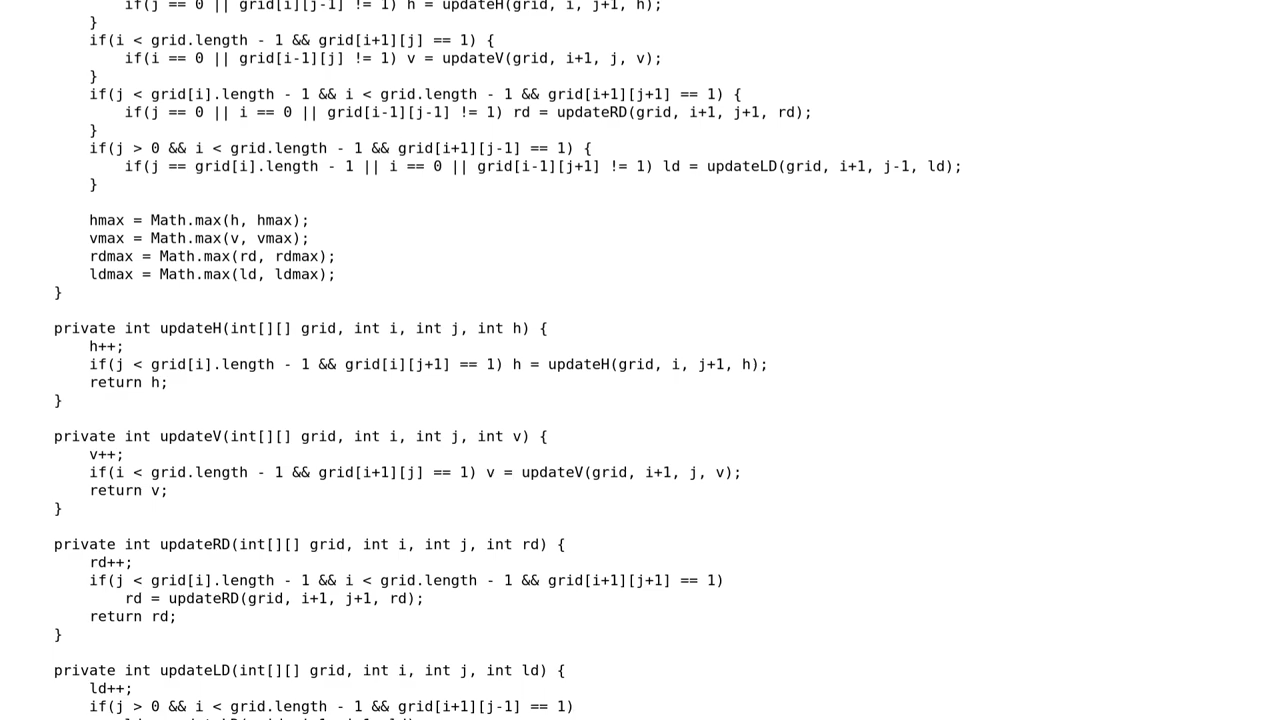 if(j == 0 || grid[i][j-1] != 1) h = updateH(grid, i, j+1, h);
}
if(i < grid.length - 1 && grid[i+1][j] == 1) {
if(i == 0 || grid[i-1][j] != 1) v = updateV(grid, i+1, j, v);
}
if(j < grid[i].length - 1 && i < grid.length - 1 && grid[i+1][j+1] == 1) {
if(j == 0 || i == 0 || grid[i-1][j-1] != 1) rd = updateRD(grid, i+1, j+1, rd);
}
if(j > 0 && i < grid.length - 1 && grid[i+1][j-1] == 1) {
if(j == grid[i].length - 1 || i == 0 || grid[i-1][j+1] != 1) ld = updateLD(grid, i+1, j-1, ld);
}
hmax = Math.max(h, hmax);
vmax = Math.max(v, vmax);
rdmax = Math.max(rd, rdmax);
ldmax = Math.max(ld, ldmax);
}
private int updateH(int[][] grid, int i, int j, int h) {
h++;
if(j < grid[i].length - 1 && grid[i][j+1] == 1) h = updateH(grid, i, j+1, h);
return h;
}
private int updateV(int[][] grid, int i, int j, int v) {
v++;
if(i < grid.length - 1 && grid[i+1][j] == 1) v = updateV(grid, i+1, j, v);
return v;
}
private int updateRD(int[][] grid, int i, int j, int rd) {
rd++;
if(j < grid[i].length - 1 && i < grid.length - 1 && grid[i+1][j+1] == 1)
rd = updateRD(grid, i+1, j+1, rd);
return rd;
}
private int updateLD(int[][] grid, int i, int j, int ld) {
ld++;
if(j > 0 && i < grid.length - 1 && grid[i+1][j-1] == 1)